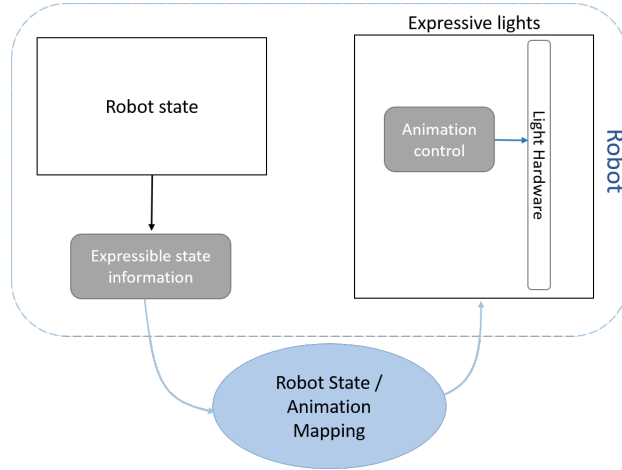 Expressive lights
Robot state
Animation
control
Light Hardware
Robot
Expressible state
information
Robot State /
Animation
Mapping